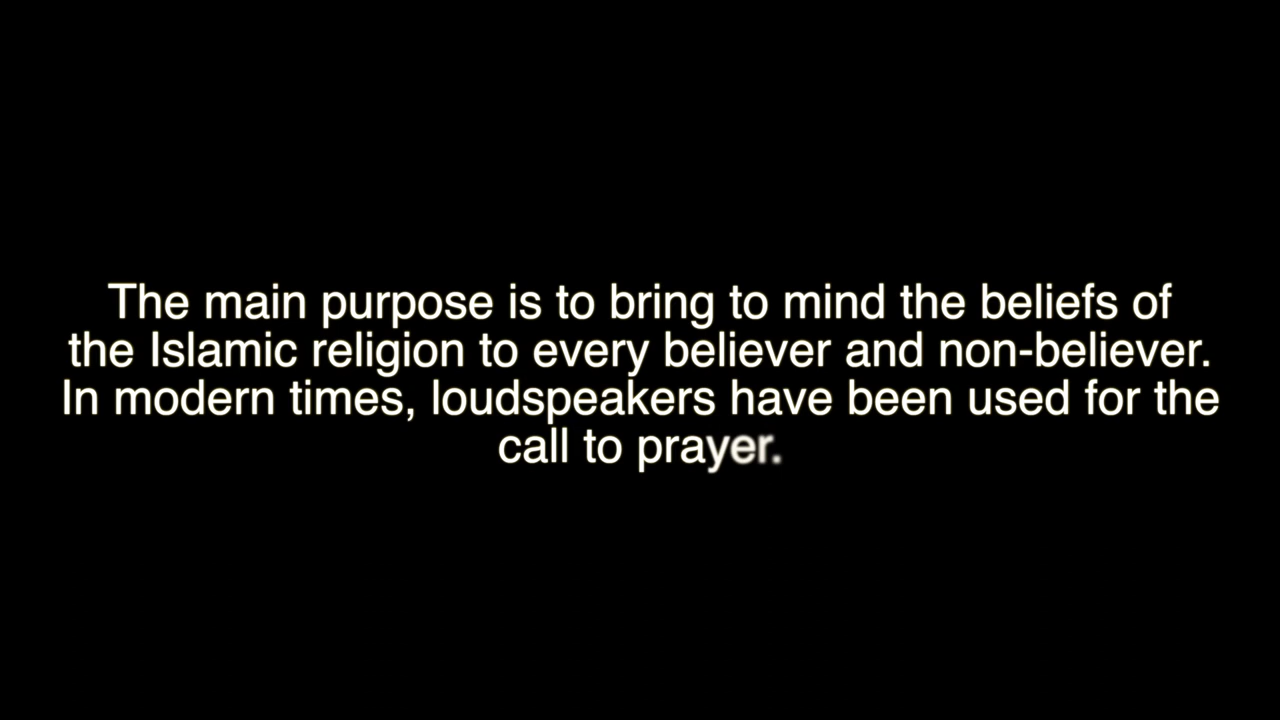 The main purpose is to bring to mind the beliefs of
the Islamic religion to every believer and non-believer.
In modern times, loudspeakers have been used for the
call to prayer.